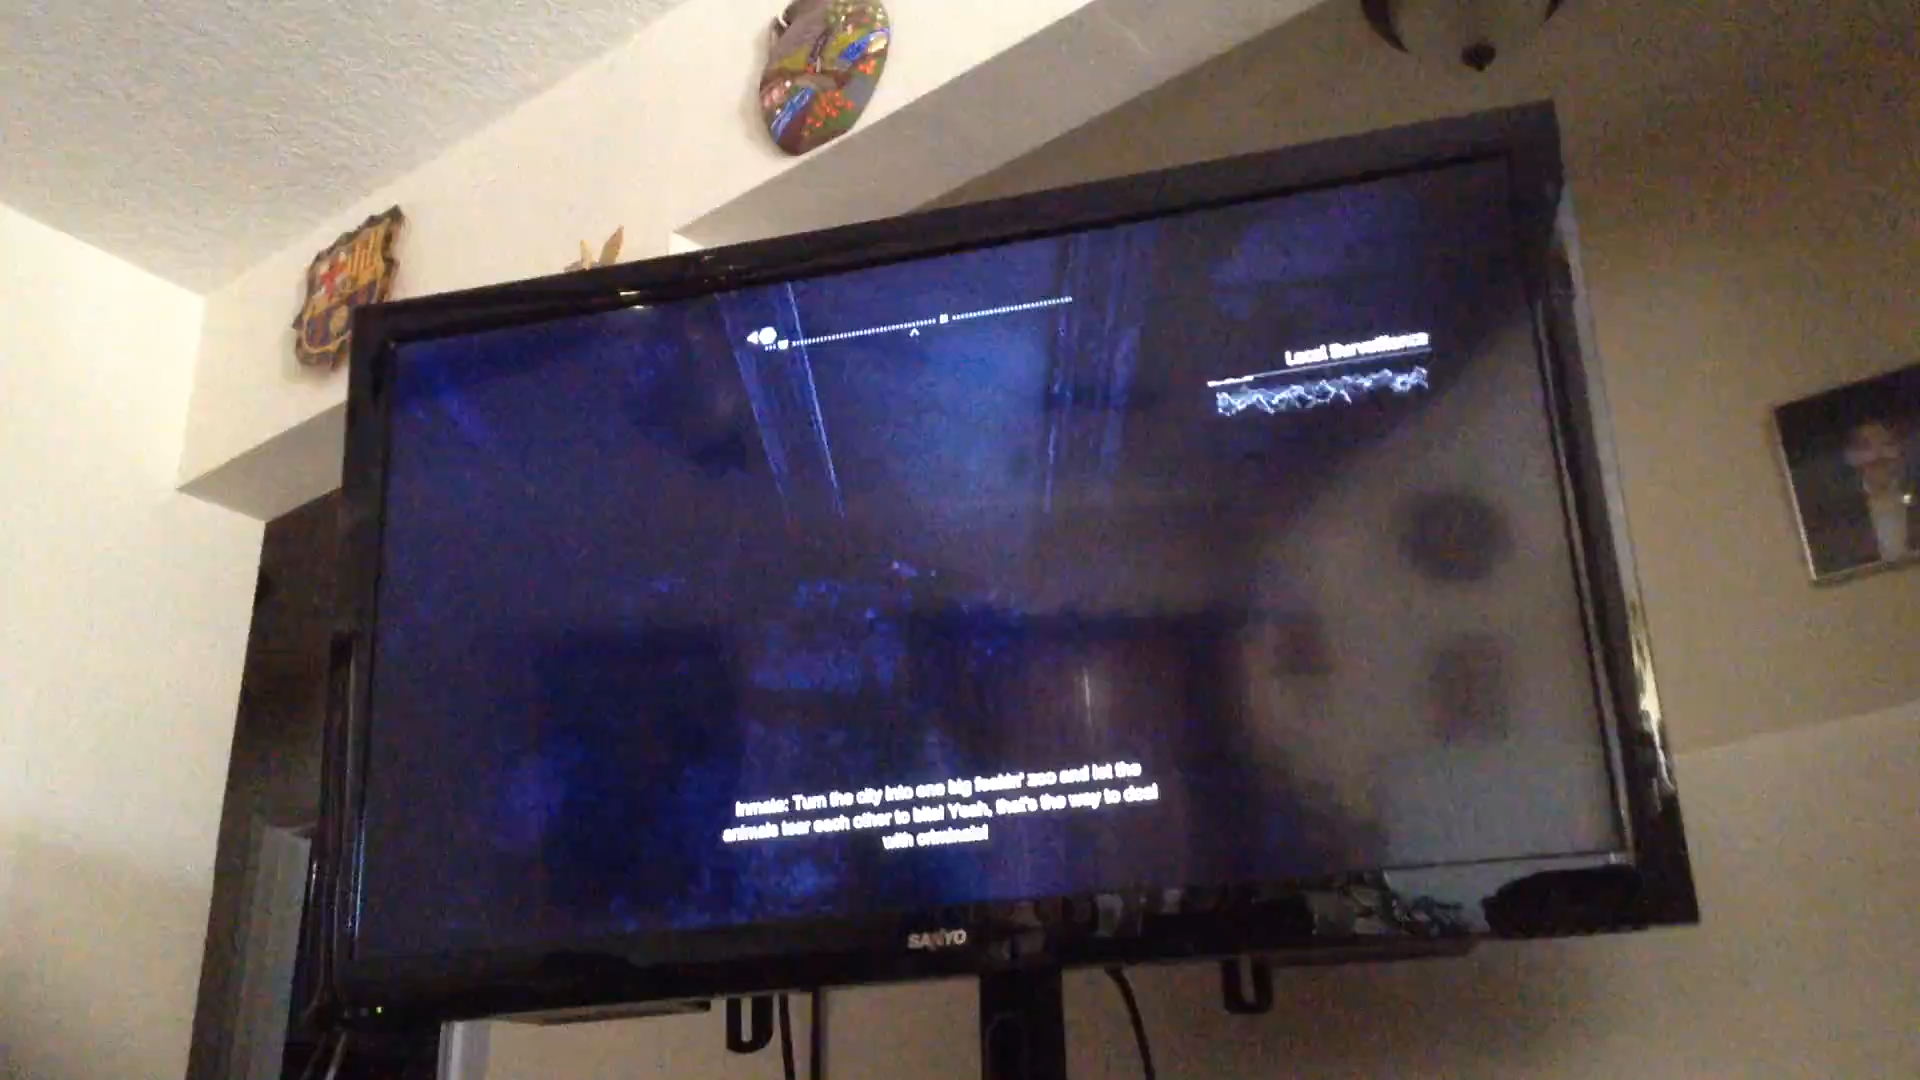 Local Surveillance
Inmate: Turn the city into one big feakin' zoo and let the
animals tear each other to bits! Yeah, that's the way to deal
with criminals!
SANYO